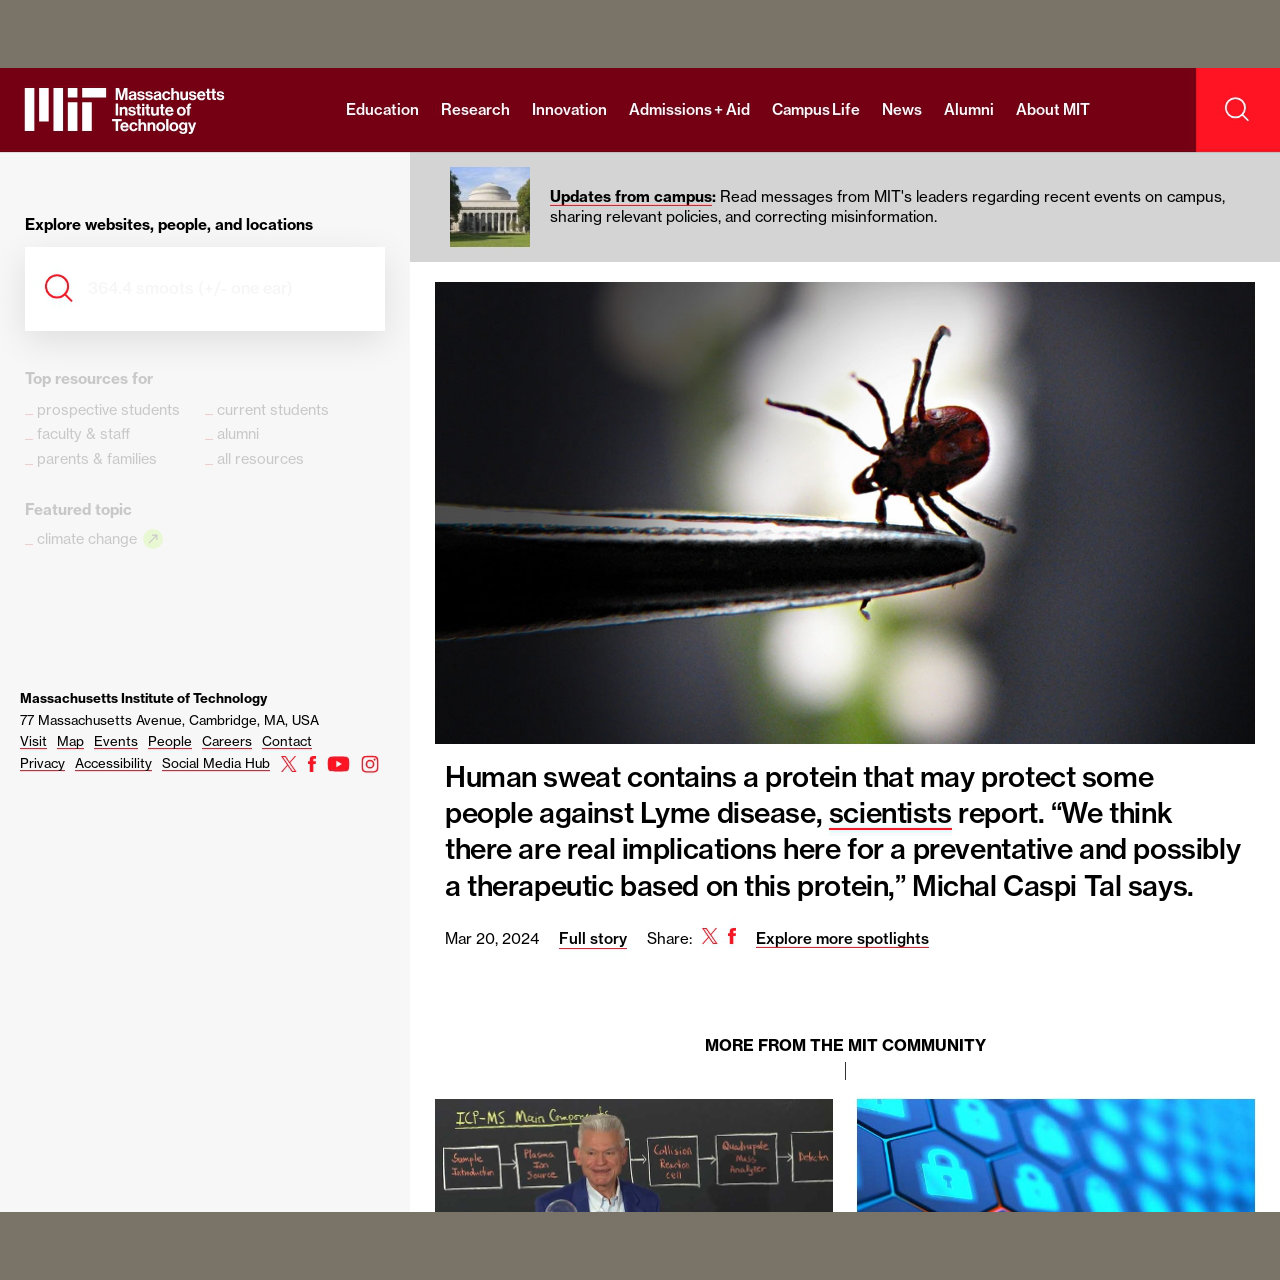 Massachusetts
Institute of
Technology
Education Research Innovation Admissions + Aid Campus Life News Alumni About MIT
Explore websites, people, and locations
364.4 smoots (+/- one ear)
Top resources for
_ prospective students
_ current students
_ faculty & staff
_ alumni
_ parents & families
_ all resources
Featured topic
_ climate change
Massachusetts Institute of Technology
77 Massachusetts Avenue, Cambridge, MA, USA
Visit Map Events People Careers Contact
Privacy Accessibility Social Media Hub
Updates from campus: Read messages from MIT's leaders regarding recent events on campus,
sharing relevant policies, and correcting misinformation.
Human sweat contains a protein that may protect some
people against Lyme disease, scientists report. “We think
there are real implications here for a preventative and possibly
a therapeutic based on this protein,” Michal Caspi Tal says.
Mar 20, 2024 Full story Share: Explore more spotlights
MORE FROM THE MIT COMMUNITY
ICP-MS Main Components
Sample
Introduction
Plasma
Ion
Source
Collision
Reaction
cell
Quadrupole
Mass
Analyzer